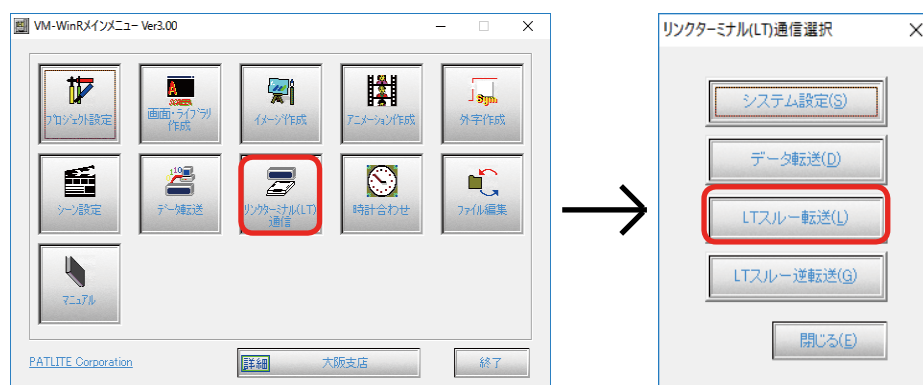 VM-WinRメインメニュー Ver3.00
プロジェクト設定
画面・ライブラリ
作成
イメージ作成
アニメーション作成
外字作成
シーン設定
データ転送
リンクターミナル(LT)
通信
時計合わせ
ファイル編集
マニュアル
PATLITE Corporation
詳細
大阪支店
終了
リンクターミナル(LT)通信選択
システム設定(S)
データ転送(D)
LTスルー転送(L)
LTスルー逆転送(G)
閉じる(E)